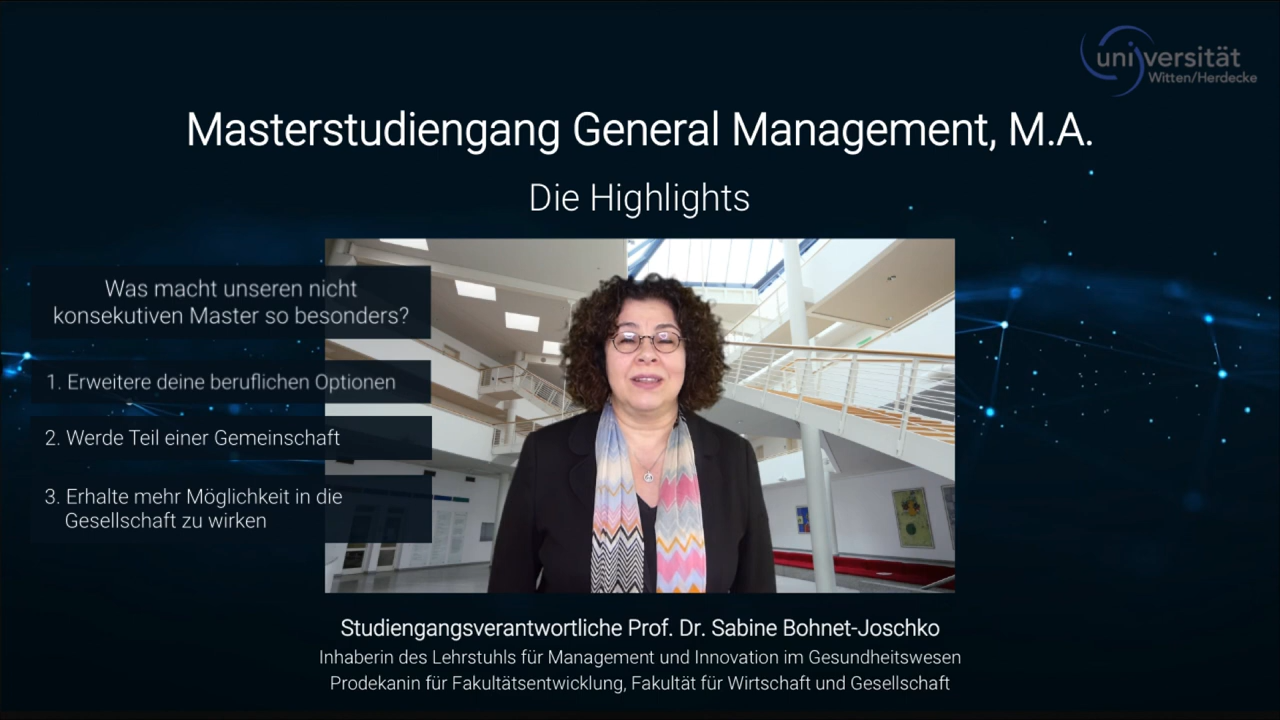 universität
Witten/Herdecke
Masterstudiengang General Management, M.A.
Die Highlights
Was macht unseren nicht
konsekutiven Master so besonders?
1. Erweitere deine beruflichen Optionen
2. Werde Teil einer Gemeinschaft
3. Erhalte mehr Möglichkeit in die
Gesellschaft zu wirken
Studiengangsverantwortliche Prof. Dr. Sabine Bohnet-Joschko
Inhaberin des Lehrstuhls für Management und Innovation im Gesundheitswesen
Prodekanin für Fakultätsentwicklung, Fakultät für Wirtschaft und Gesellschaft